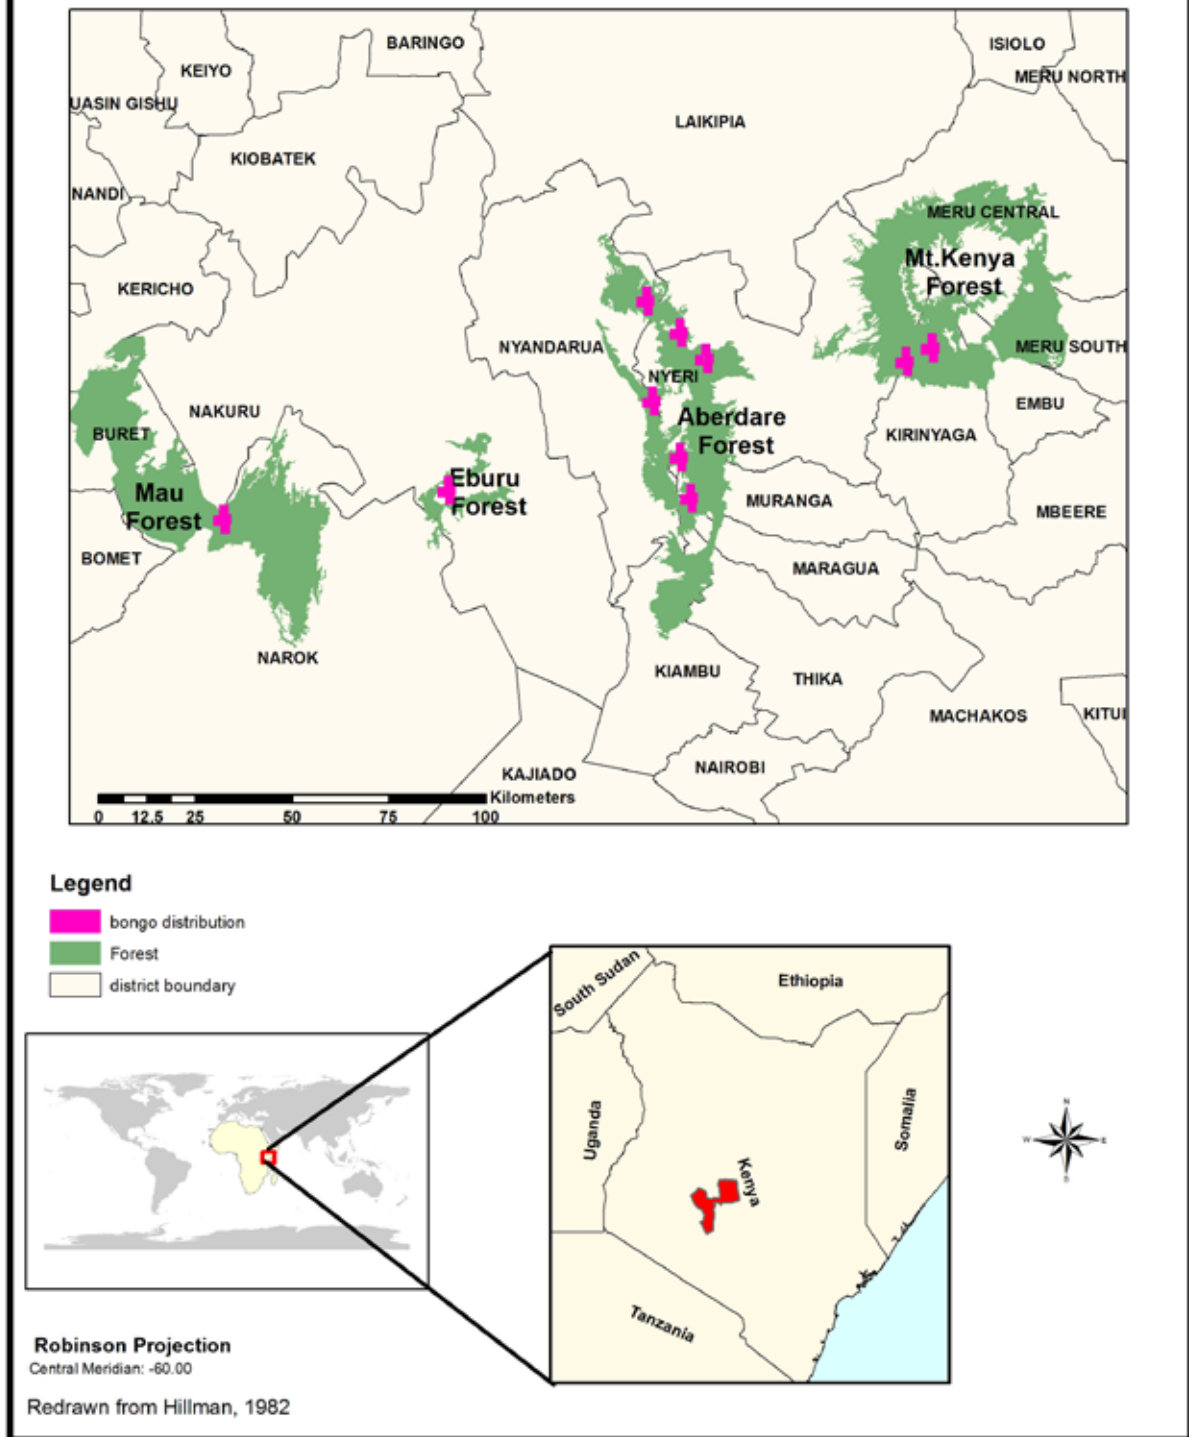 BARINGO
ISIOLO
KEIYO
MERU NORTH
UASIN GISHU
LAIKIPIA
KIOBATEK
NANDI
MERU CENTRAL
Mt.Kenya
Forest
KERICHO
NYANDARUA
MERU SOUTH
NYERI
EMBU
NAKURU
Aberdare
Forest
BURET
KIRINYAGA
Eburu
Forest
Mau
Forest
MURANGA
MBEERE
BOMET
MARAGUA
NAROK
KIAMBU
THIKA
MACHAKOS
KITUI
NAIROBI
KAJIADO
Kilometers
0 12.5 25 50 75 100
Legend
bongo distribution
Forest
district boundary
South Sudan
Ethiopia
Uganda
Somalia
Kenya
Tanzania
N
W E
S
Robinson Projection
Central Meridian: -60.00
Redrawn from Hillman, 1982